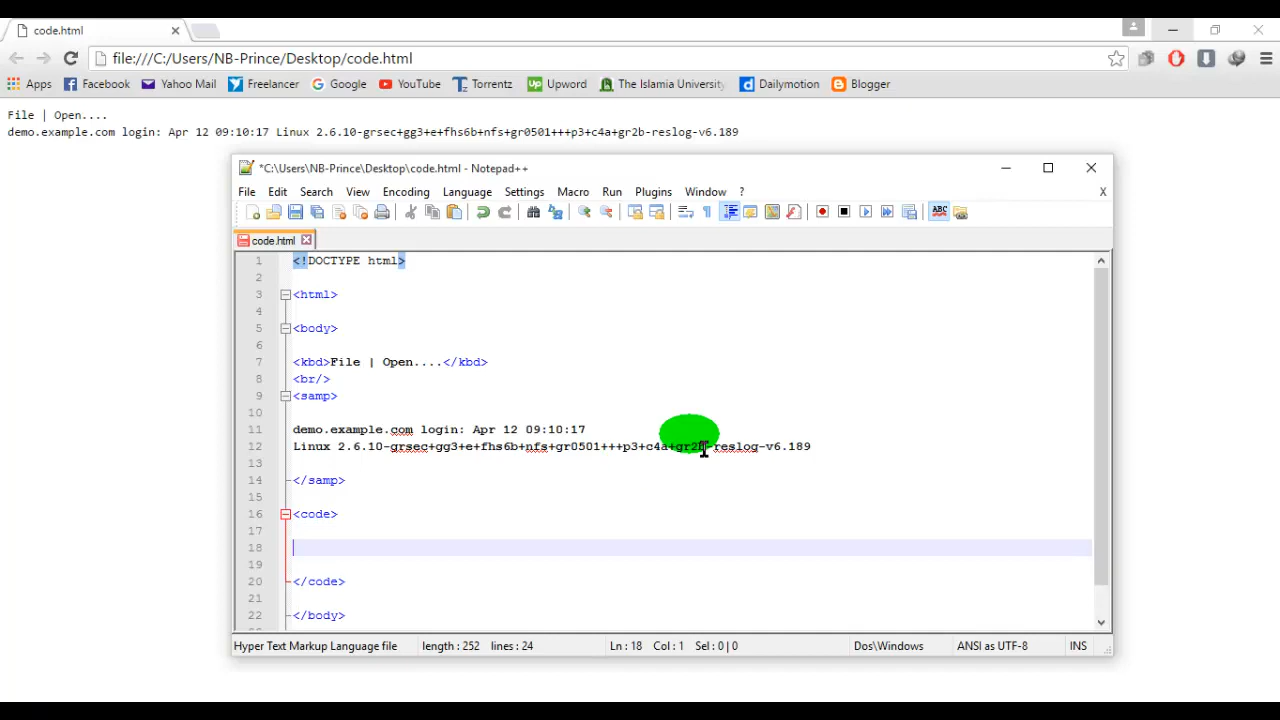 code.html
file:///C:/Users/NB-Prince/Desktop/code.html
Apps Facebook Yahoo Mail Freelancer Google YouTube Torrentz Upword The Islamia University Dailymotion Blogger
File | Open....
demo.example.com login: Apr 12 09:10:17 Linux 2.6.10-grsec+gg3+e+fhs6b+nfs+gr0501+++p3+c4a+gr2b-reslog-v6.189
*C:\Users\NB-Prince\Desktop\code.html - Notepad++
File Edit Search View Encoding Language Settings Macro Run Plugins Window ? X
ABC
code.html
1 <!DOCTYPE html>
2
3 <html>
4
5 <body>
6
7 <kbd>File | Open....</kbd>
8 <br/>
9 <samp>
10
11 demo.example.com login: Apr 12 09:10:17
12 Linux 2.6.10-grsec+gg3+e+fhs6b+nfs+gr0501+++p3+c4a+gr2b-reslog-v6.189
13
14 </samp>
15
16 <code>
17
18
19
20 </code>
21
22 </body>
Hyper Text Markup Language file length : 252 lines : 24 Ln : 18 Col : 1 Sel : 0 | 0 Dos\Windows ANSI as UTF-8 INS